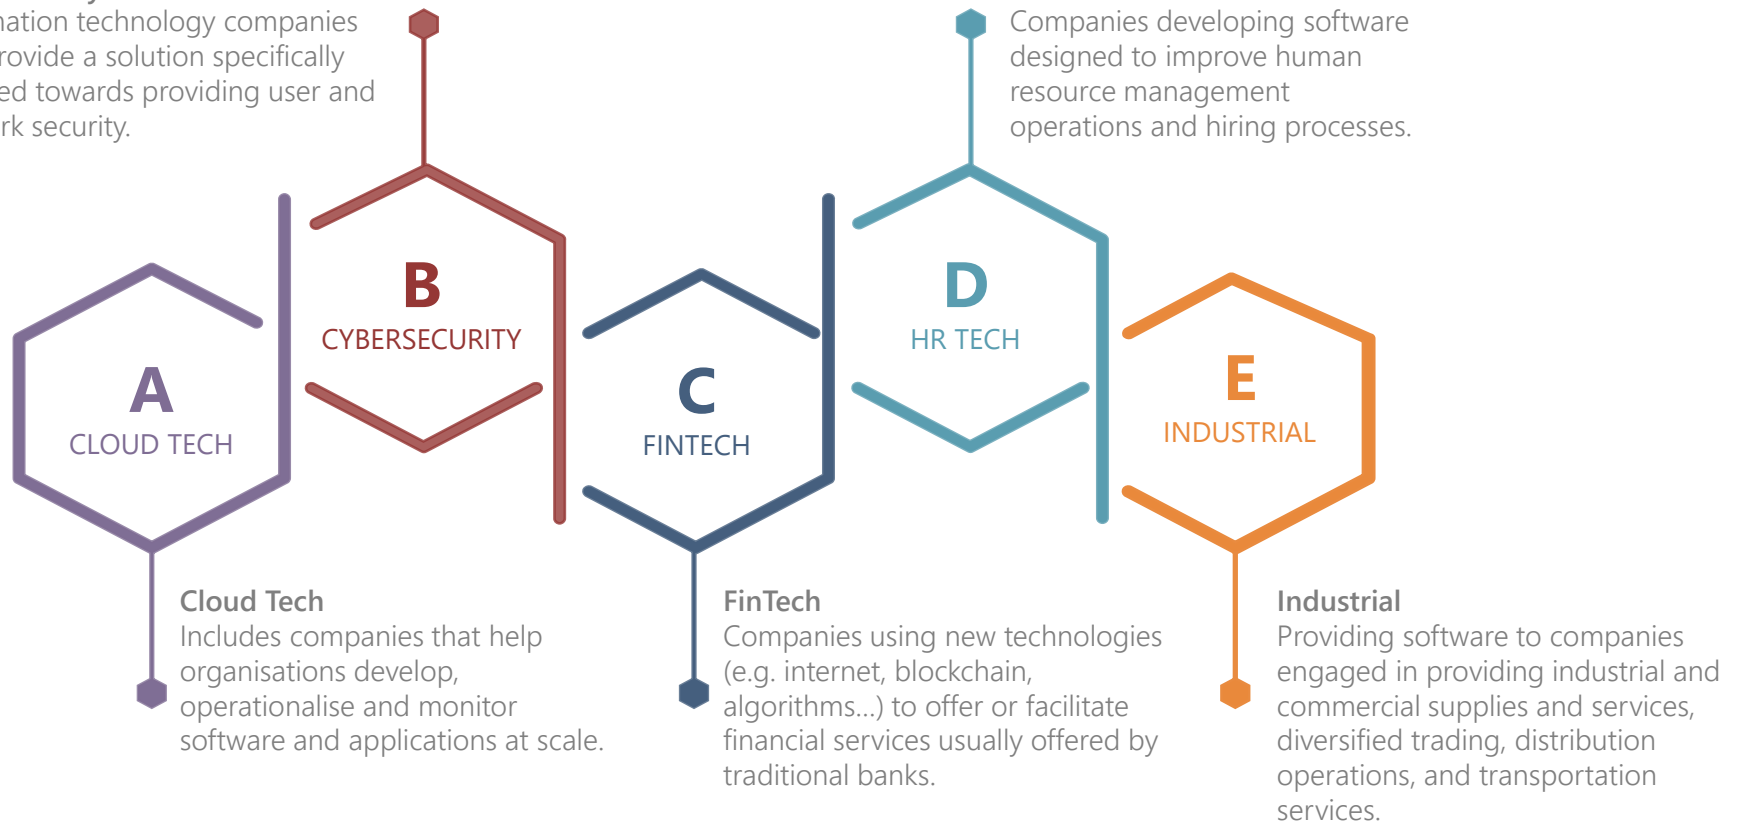 technology companies
a solution specifically
towards providing user and
security.
Companies developing software
designed to improve human
resource management
operations and hiring processes.
A
CLOUD TECH
B
CYBERSECURITY
C
FINTECH
D
HR TECH
E
INDUSTRIAL
Cloud Tech
Includes companies that help
organisations develop,
operationalise and monitor
software and applications at scale.
FinTech
Companies using new technologies
(e.g. internet, blockchain,
algorithms...) to offer or facilitate
financial services usually offered by
traditional banks.
Industrial
Providing software to companies
engaged in providing industrial and
commercial supplies and services,
diversified trading, distribution
operations, and transportation
services.